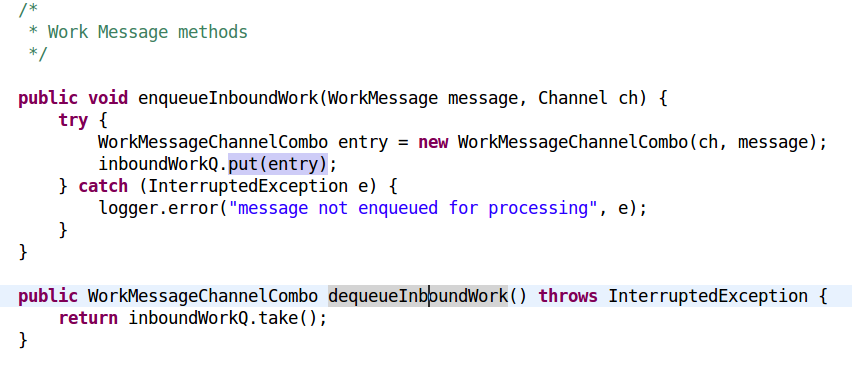 /*
 * Work Message methods
 */
public void enqueueInboundWork(WorkMessage message, Channel ch) {
    try {
        WorkMessageChannelCombo entry = new WorkMessageChannelCombo(ch, message);
        inboundWorkQ.put(entry);
    } catch (InterruptedException e) {
        logger.error("message not enqueued for processing", e);
    }
}
public WorkMessageChannelCombo dequeueInboundWork() throws InterruptedException {
    return inboundWorkQ.take();
}